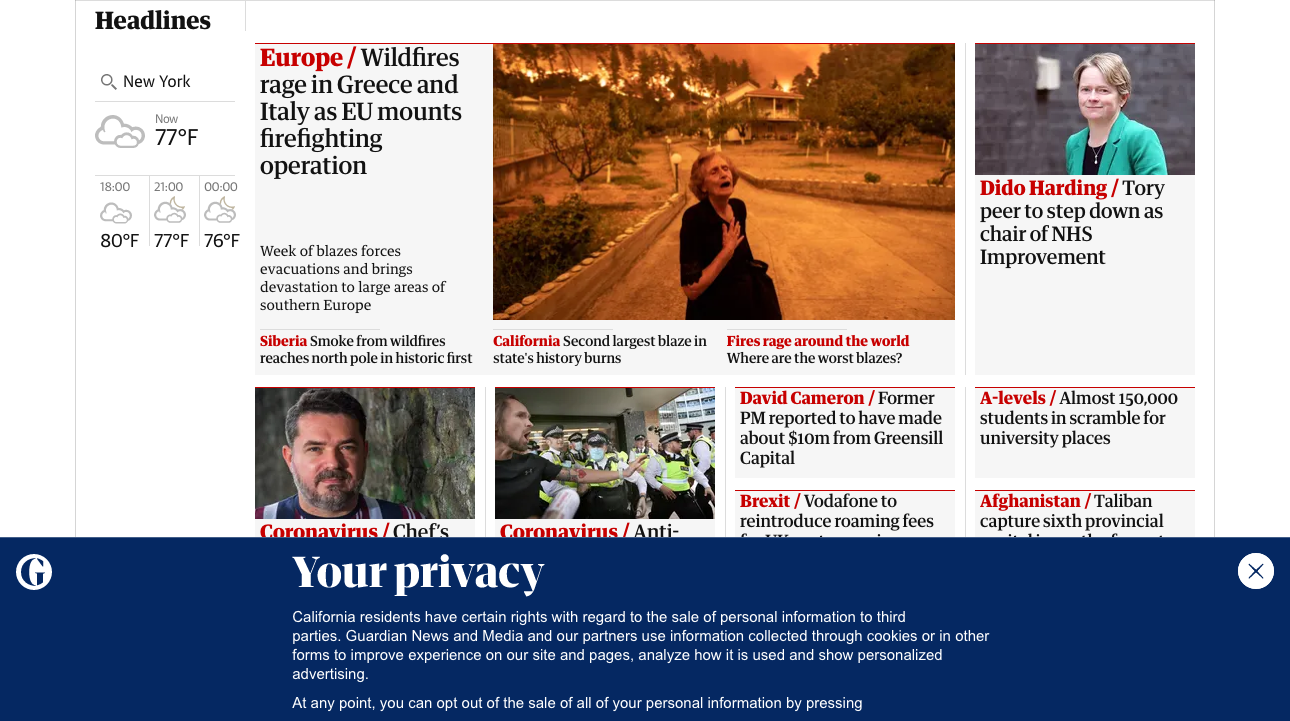 Headlines
New York
Now
77°F
18:00
21:00
00:00
80°F
77°F
76°F
Europe / Wildfires
rage in Greece and
Italy as EU mounts
firefighting
operation
Week of blazes forces
evacuations and brings
devastation to large areas of
southern Europe
Siberia Smoke from wildfires
reaches north pole in historic first
California Second largest blaze in
state's history burns
Fires rage around the world
Where are the worst blazes?
Dido Harding / Tory
peer to step down as
chair of NHS
Improvement
Coronavirus / Chef's
Coronavirus / Anti-
David Cameron / Former
PM reported to have made
about $10m from Greensill
Capital
Brexit / Vodafone to
reintroduce roaming fees
A-levels / Almost 150,000
students in scramble for
university places
Afghanistan / Taliban
capture sixth provincial
Your privacy
California residents have certain rights with regard to the sale of personal information to third
parties. Guardian News and Media and our partners use information collected through cookies or in other
forms to improve experience on our site and pages, analyze how it is used and show personalized
advertising.
At any point, you can opt out of the sale of all of your personal information by pressing